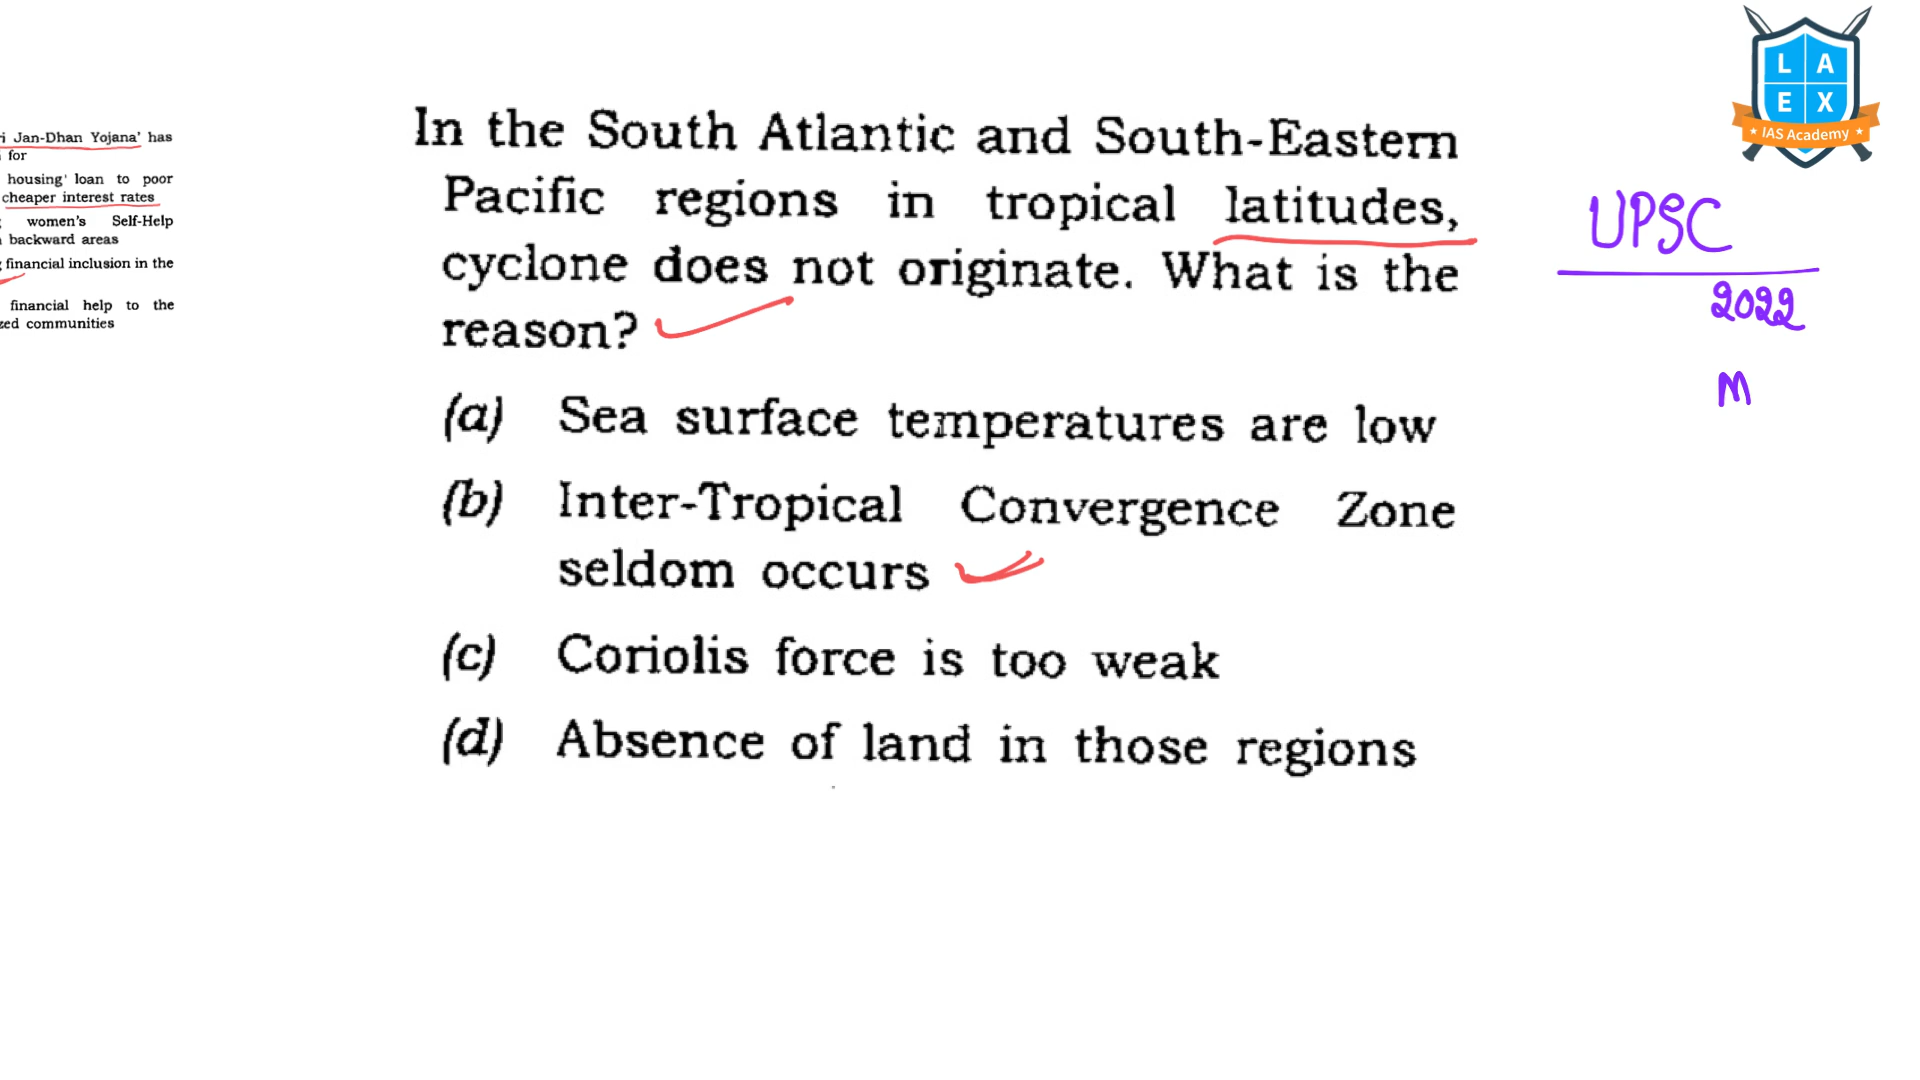 i Jan-Dhan Yojana' has
for
housing' loan to poor
cheaper interest rates
women's Self-Help
backward areas
financial inclusion in the
financial help to the
zed communities
In the South Atlantic and South-Eastern
Pacific regions in tropical latitudes,
cyclone does not originate. What is the
reason?
(a) Sea surface temperatures are low
(b) Inter-Tropical Convergence Zone
seldom occurs
(c) Coriolis force is too weak
(d) Absence of land in those regions
L A
E X
IAS Academy
UPSC
2022
M